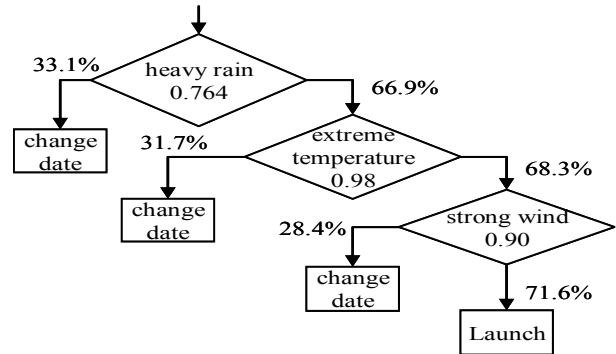 33.1%
heavy rain
0.764
66.9%
change
date
31.7%
extreme
temperature
0.98
68.3%
change
date
28.4%
strong wind
0.90
change
date
71.6%
Launch